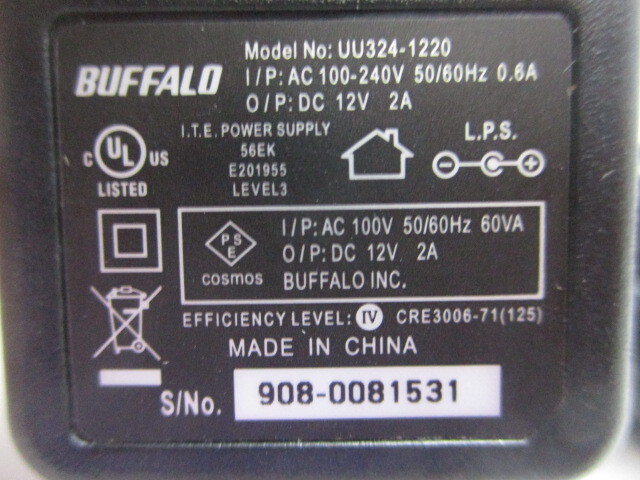 BUFFALO
Model No: UU324-1220
I/P: AC 100-240V 50/60Hz 0.6A
O/P: DC 12V 2A
C UL US
LISTED
I.T.E. POWER SUPPLY
56EK
E201955
LEVEL3
L.P.S.
PSE
cosmos
I/P: AC 100V 50/60Hz 60VA
O/P: DC 12V 2A
BUFFALO INC.
EFFICIENCY LEVEL: IV CRE3006-71(125)
MADE IN CHINA
S/No. 908-0081531